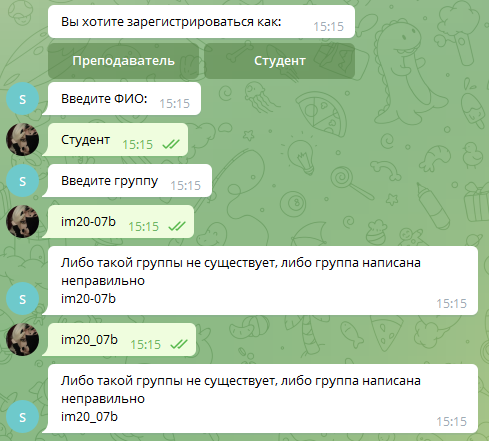 Вы хотите зарегистрироваться как:
15:15
Преподаватель Студент
S
Введите ФИО:
15:15
Студент
15:15
S
Введите группу
15:15
im20-07b
15:15
Либо такой группы не существует, либо группа написана
неправильно
im20-07b
15:15
S
im20_07b
15:15
Либо такой группы не существует, либо группа написана
неправильно
im20_07b
15:15
S